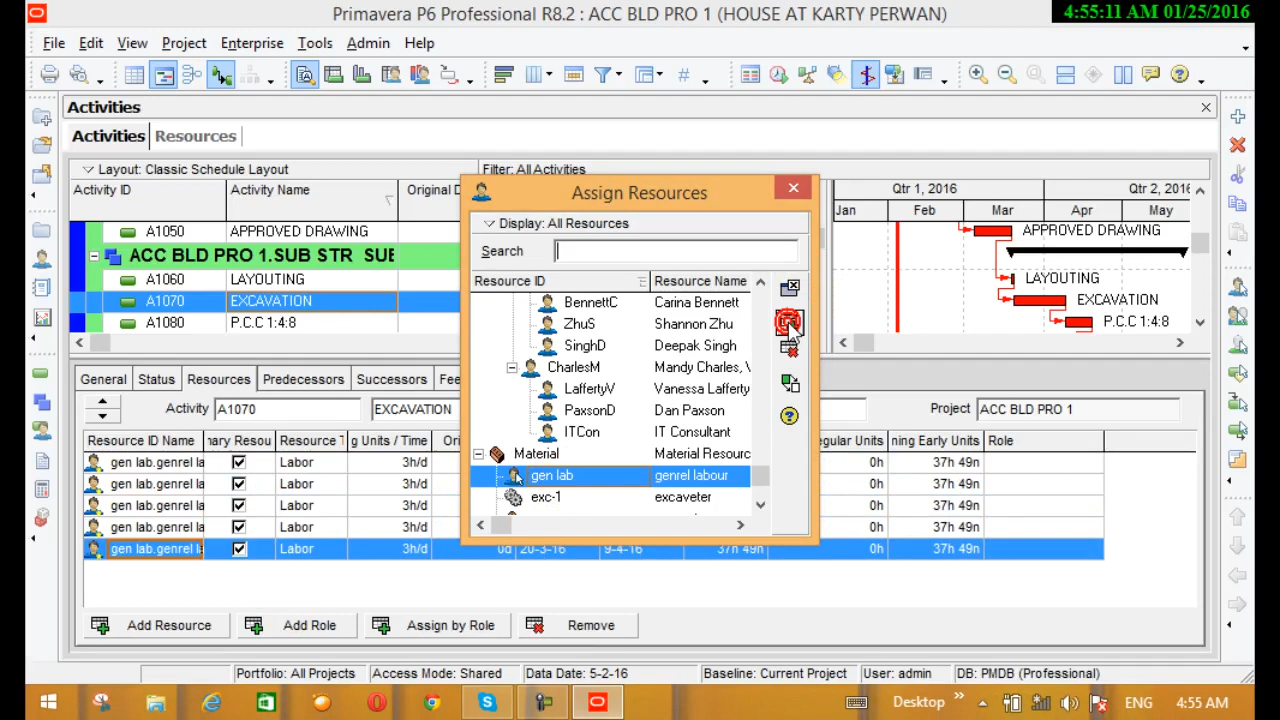 Primavera P6 Professional R8.2 : ACC BLD PRO 1 (HOUSE AT KARTY PERWAN)
4:55:11 AM 01/25/2016
File Edit View Project Enterprise Tools Admin Help
Activities
Activities Resources
Layout: Classic Schedule Layout
Filter: All Activities
Activity ID Activity Name Original D
Qtr 1, 2016 Qtr 2, 2016
Jan Feb Mar Apr May
A1050 APPROVED DRAWING
APPROVED DRAWING
ACC BLD PRO 1.SUB STR SUE
A1060 LAYOUTING
LAYOUTING
A1070 EXCAVATION
EXCAVATION
A1080 P.C.C 1:4:8
P.C.C 1:4:8
Assign Resources
Display: All Resources
Search
Resource ID Resource Name
BennettC Carina Bennett
ZhuS Shannon Zhu
SinghD Deepak Singh
CharlesM Mandy Charles, V
LaffertyV Vanessa Lafferty
PaxsonD Dan Paxson
ITCon IT Consultant
Material Material Resourc
gen lab genrel labour
exc-1 excaveter
General Status Resources Predecessors Successors Fee
Activity A1070 EXCAVATION Project ACC BLD PRO 1
Resource ID Name nary Resou Resource T g Units / Time Ori egular Units ning Early Units Role
gen lab.genrel la Labor 3h/d 0h 37h 49n
gen lab.genrel la Labor 3h/d 0h 37h 49n
gen lab.genrel la Labor 3h/d 0h 37h 49n
gen lab.genrel la Labor 3h/d 0h 37h 49n
gen lab.genrel l Labor 3h/d 0d 20-3-16 9-4-16 37h 49n 0h 37h 49n
Add Resource Add Role Assign by Role Remove
Portfolio: All Projects Access Mode: Shared Data Date: 5-2-16 Baseline: Current Project User: admin DB: PMDB (Professional)
Desktop ENG 4:55 AM